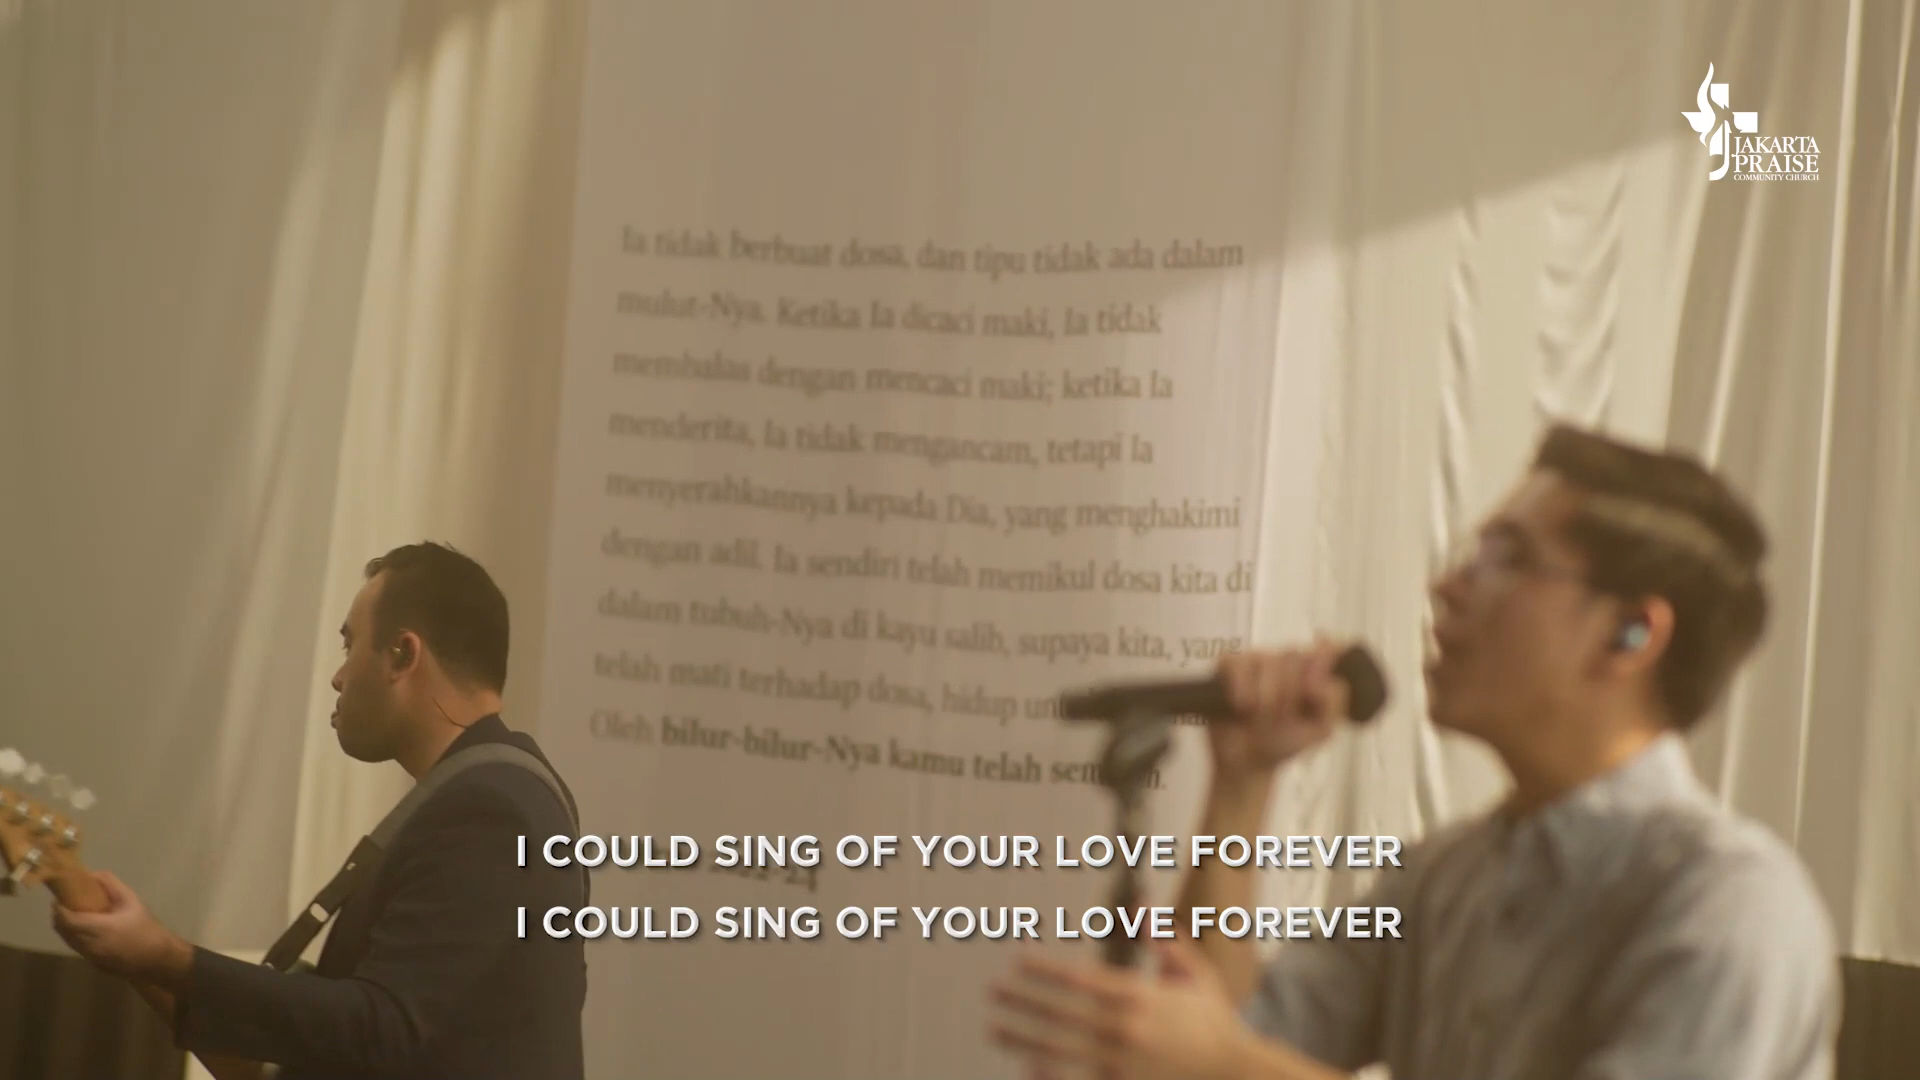 JAKARTA
PRAISE
COMMUNITY CHURCH
Ia tidak berbuat dosa, dan tipu tidak ada dalam
mulut-Nya. Ketika Ia dicaci maki, Ia tidak
membalas dengan mencaci maki; ketika Ia
menderita, Ia tidak mengancam, tetapi Ia
menyerahkannya kepada Dia, yang menghakimi
dengan adil. Ia sendiri telah memikul dosa kita di
dalam tubuh-Nya di kayu salib, supaya kita, yang
telah mati terhadap dosa, hidup
Oleh bilur-bilur-Nya kamu telah
I COULD SING OF YOUR LOVE FOREVER
I COULD SING OF YOUR LOVE FOREVER